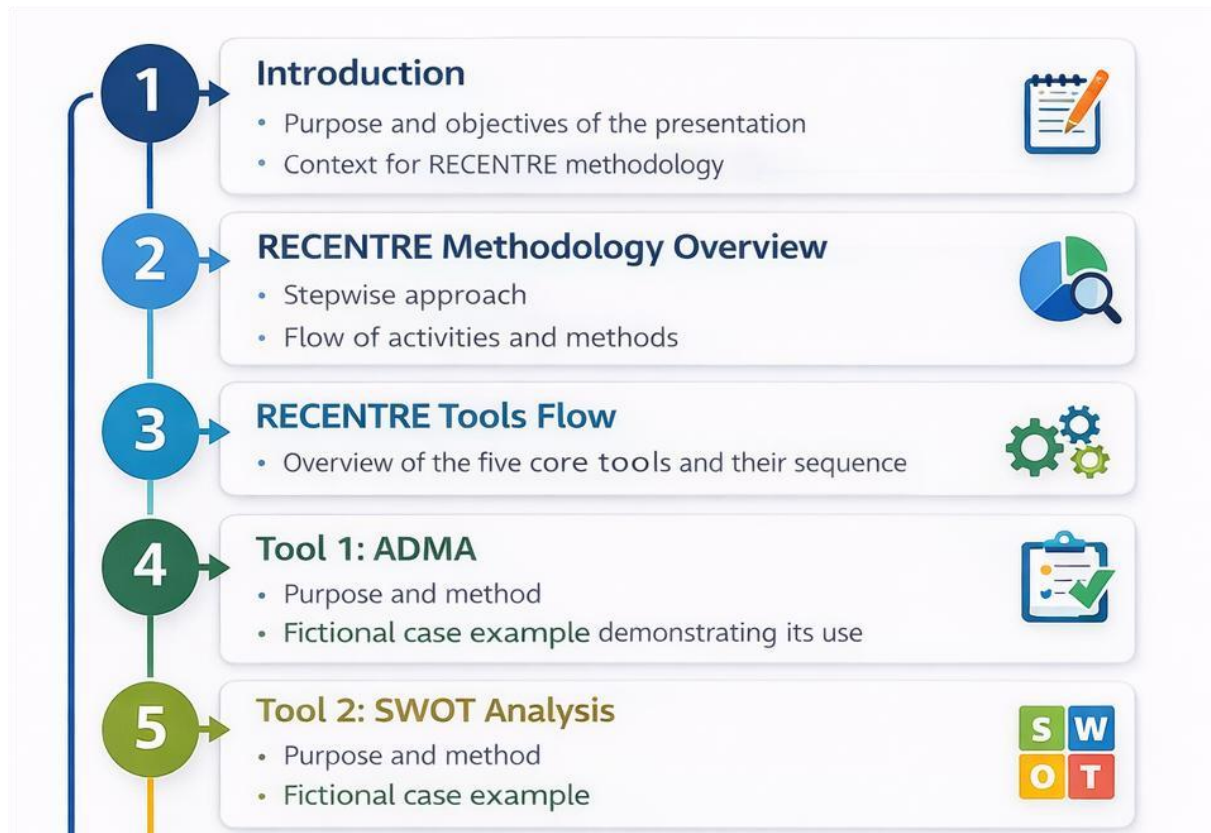 1
Introduction
• Purpose and objectives of the presentation
• Context for RECENTRE methodology
2
RECENTRE Methodology Overview
• Stepwise approach
• Flow of activities and methods
3
RECENTRE Tools Flow
• Overview of the five core tools and their sequence
4
Tool 1: ADMA
• Purpose and method
• Fictional case example demonstrating its use
5
Tool 2: SWOT Analysis
• Purpose and method
• Fictional case example
S W
O T